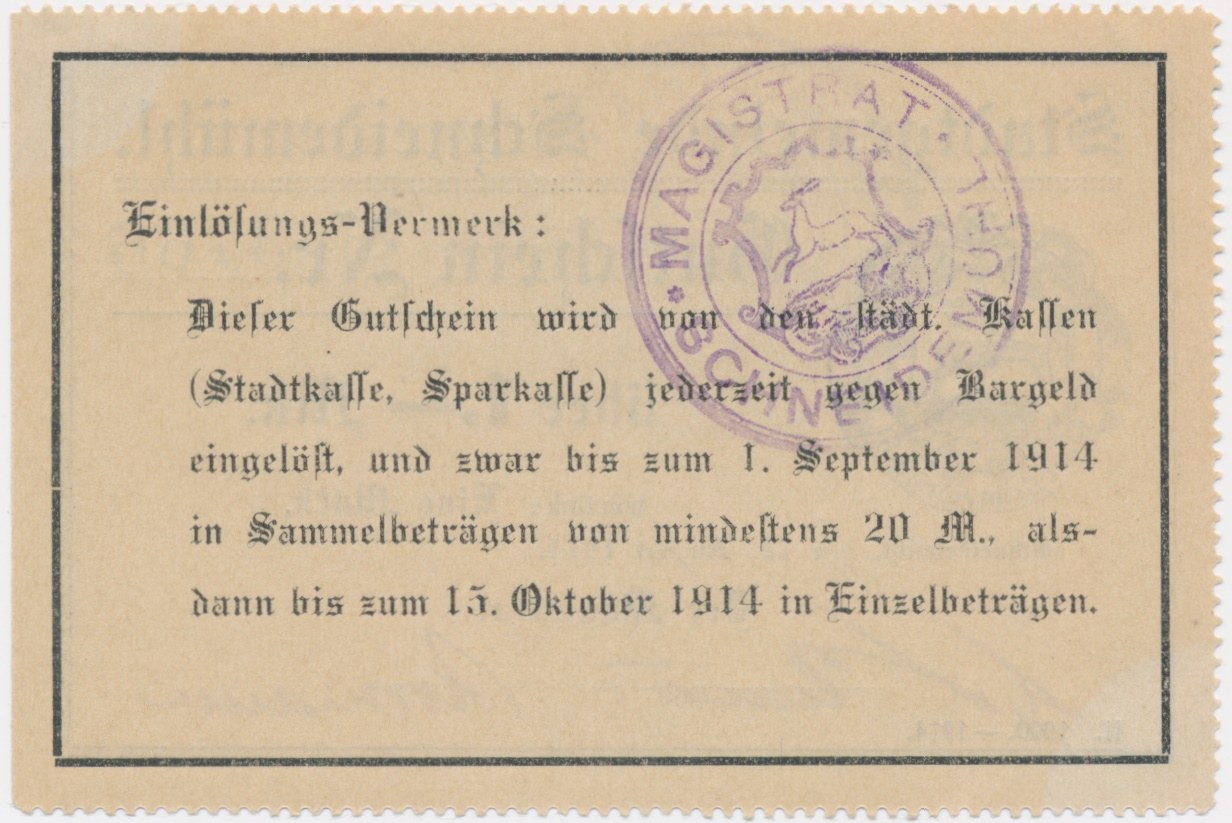 Einlösungs-Vermerk:
Dieser Gutschein wird von den städt. Kassen
(Stadtkasse, Sparkasse) jederzeit gegen Bargeld
eingelöst, und zwar bis zum 1. September 1914
in Sammelbeträgen von mindestens 20 M., als-
dann bis zum 15. Oktober 1914 in Einzelbeträgen.
* MAGISTRAT *
SCHNEIDEMÜHL